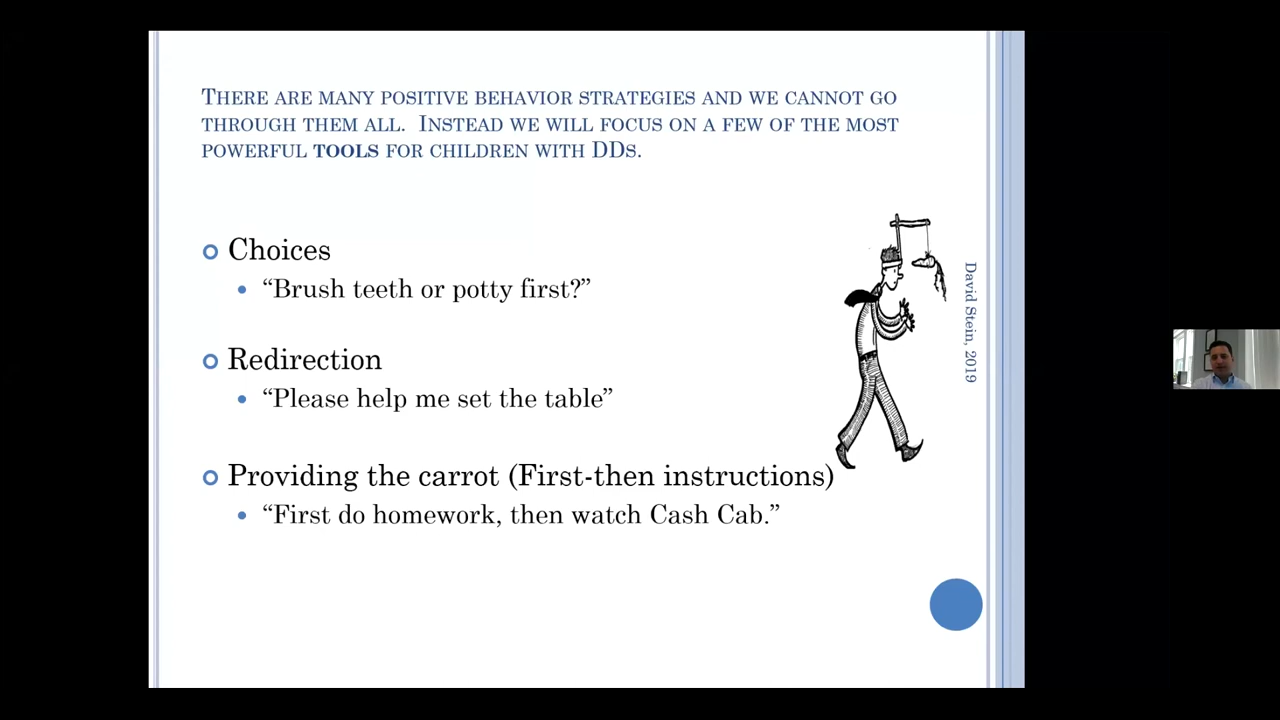 THERE ARE MANY POSITIVE BEHAVIOR STRATEGIES AND WE CANNOT GO
THROUGH THEM ALL. INSTEAD WE WILL FOCUS ON A FEW OF THE MOST
POWERFUL TOOLS FOR CHILDREN WITH DDS.
Choices
“Brush teeth or potty first?”
Redirection
“Please help me set the table”
Providing the carrot (First-then instructions)
“First do homework, then watch Cash Cab.”
David Stein, 2019